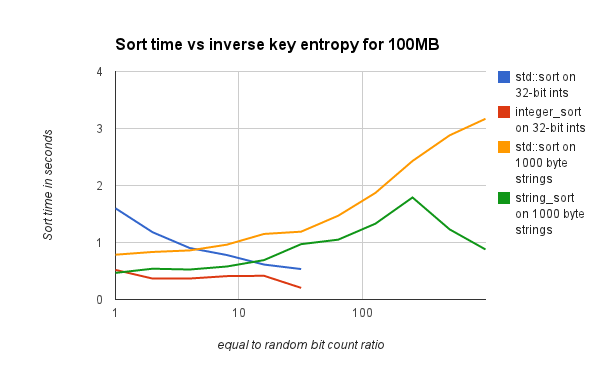 Sort time vs inverse key entropy for 100MB
4
3
2
1
0
Sort time in seconds
1
10
100
equal to random bit count ratio
std::sort on
32-bit ints
integer_sort
on 32-bit ints
std::sort on
1000 byte
strings
string_sort
on 1000 byte
strings